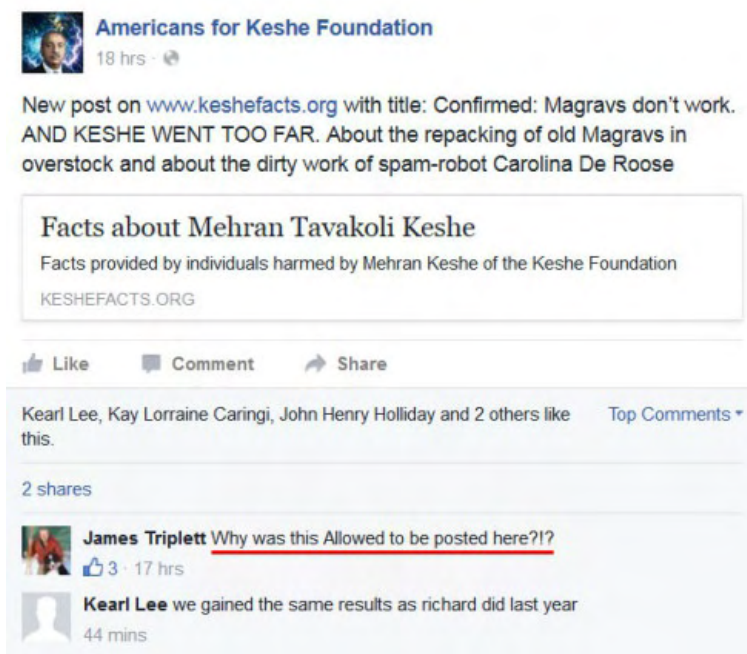 Americans for Keshe Foundation
18 hrs ·
New post on www.keshefacts.org with title: Confirmed: Magravs don't work.
AND KESHE WENT TOO FAR. About the repacking of old Magravs in
overstock and about the dirty work of spam-robot Carolina De Roose
Facts about Mehran Tavakoli Keshe
Facts provided by individuals harmed by Mehran Keshe of the Keshe Foundation
KESHEFACTS.ORG
Like Comment Share
Kearl Lee, Kay Lorraine Caringi, John Henry Holliday and 2 others like Top Comments
this.
2 shares
James Triplett Why was this Allowed to be posted here?!?
3 · 17 hrs
Kearl Lee we gained the same results as richard did last year
44 mins